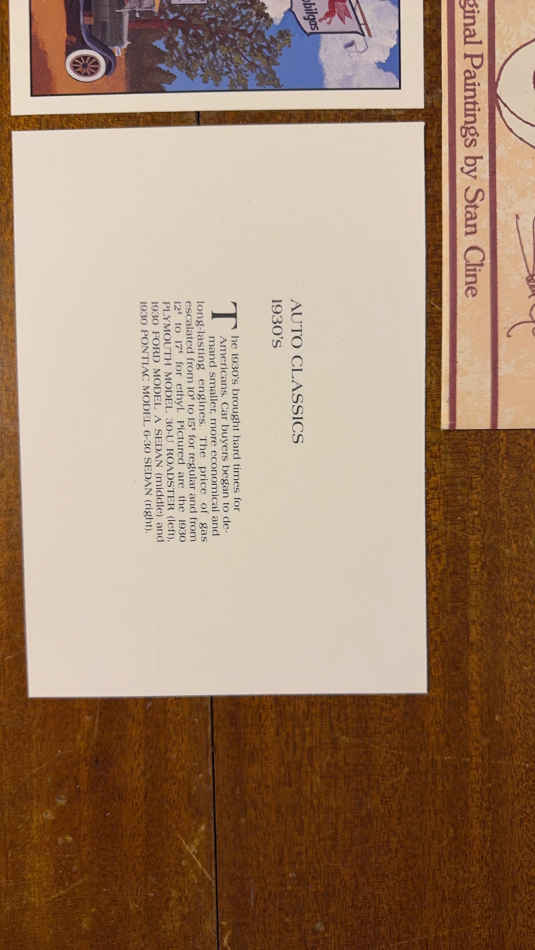 AUTO CLASSICS
1930's
The 1930's brought hard times for
Americans. Car buyers began to de-
mand smaller, more economical and
long-lasting engines. The price of gas
escalated from 10¢ to 15¢ for regular and from
12¢ to 17¢ for ethyl. Pictured are the 1930
PLYMOUTH MODEL 30-U ROADSTER (left),
1930 FORD MODEL A SEDAN (middle) and
1930 PONTIAC MODEL 6-30 SEDAN (right).
ginal Paintings by Stan Cline
obilgas